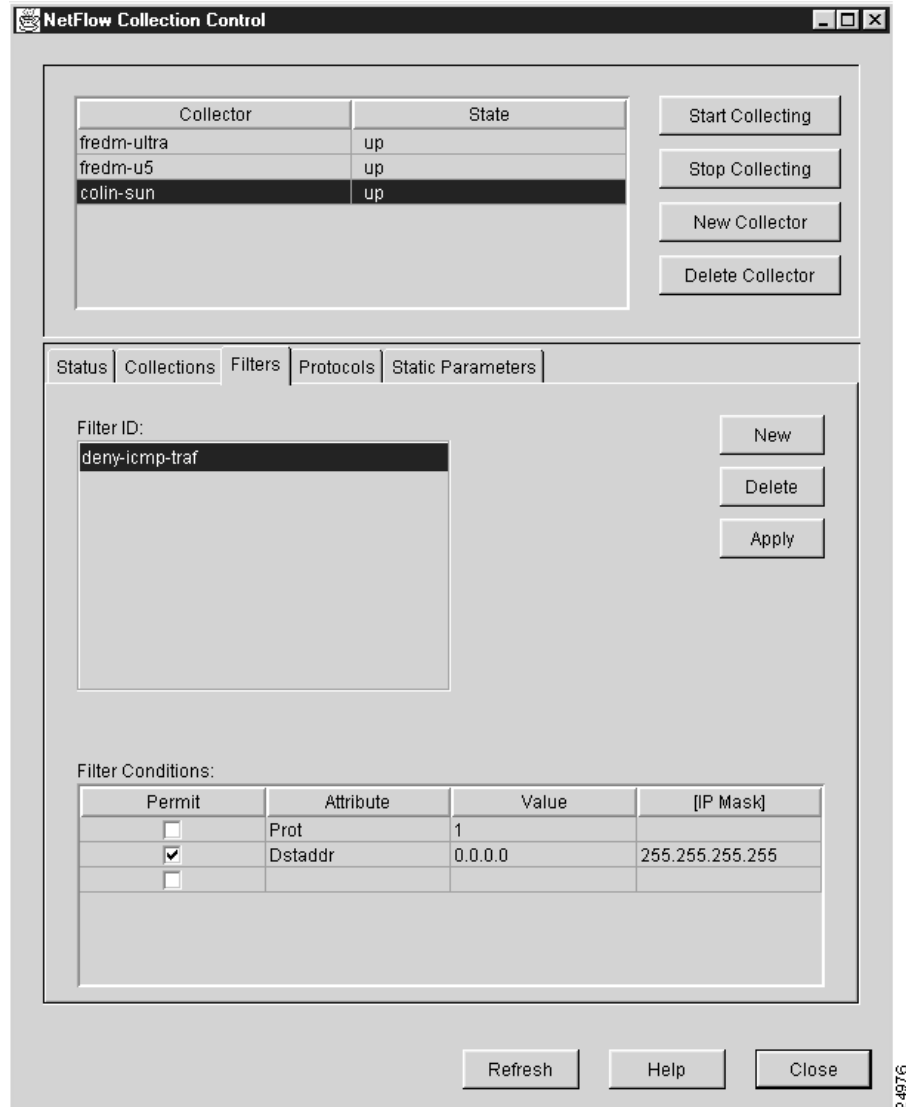 NetFlow Collection Control
Collector State
fredm-ultra up
fredm-u5 up
colin-sun up
Start Collecting
Stop Collecting
New Collector
Delete Collector
Status Collections Filters Protocols Static Parameters
Filter ID:
deny-icmp-traf
New
Delete
Apply
Filter Conditions:
Permit Attribute Value [IP Mask]
Prot 1
Dstaddr 0.0.0.0 255.255.255.255
Refresh Help Close
24976